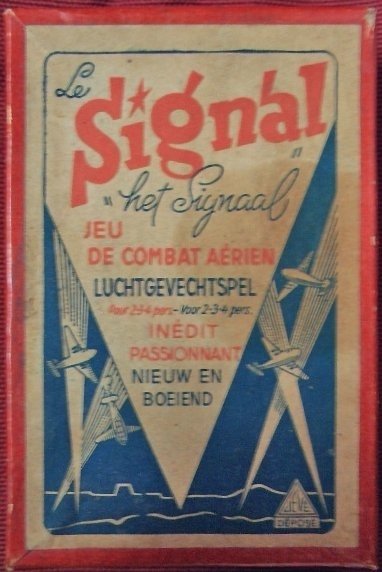 Le
Signal
"het Signaal"
JEU
DE COMBAT AÉRIEN
LUCHTGEVECHTSPEL
Pour 2-3-4 pers. - Voor 2-3-4 pers.
INÉDIT
PASSIONNANT
NIEUW EN
BOEIEND
LIEVE
DÉPOSÉ